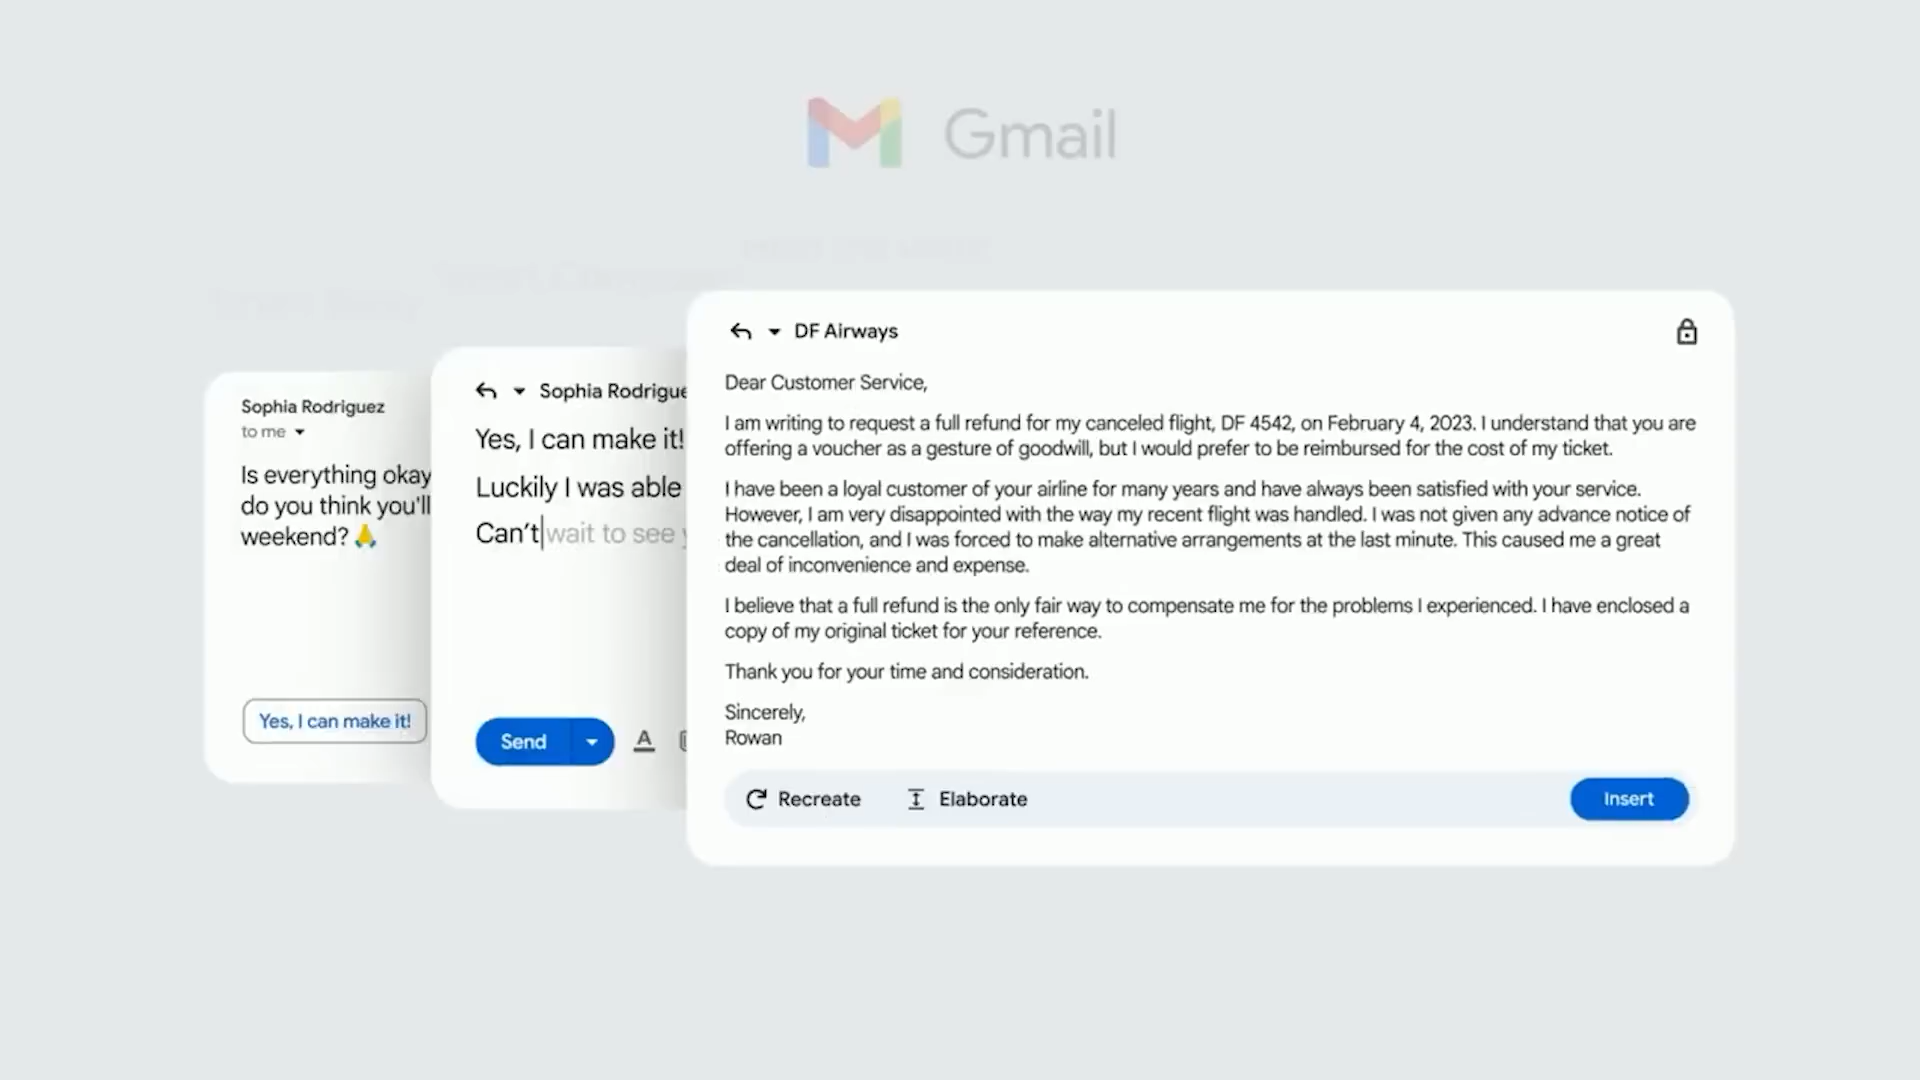 Gmail
Sophia Rodriguez
to me
Is everything okay
do you think you'll
weekend? 🙏
Yes, I can make it!
Sophia Rodrigue
Yes, I can make it!
Luckily I was able
Can't wait to see
Send
A
DF Airways
Dear Customer Service,
I am writing to request a full refund for my canceled flight, DF 4542, on February 4, 2023. I understand that you are
offering a voucher as a gesture of goodwill, but I would prefer to be reimbursed for the cost of my ticket.
I have been a loyal customer of your airline for many years and have always been satisfied with your service.
However, I am very disappointed with the way my recent flight was handled. I was not given any advance notice of
the cancellation, and I was forced to make alternative arrangements at the last minute. This caused me a great
deal of inconvenience and expense.
I believe that a full refund is the only fair way to compensate me for the problems I experienced. I have enclosed a
copy of my original ticket for your reference.
Thank you for your time and consideration.
Sincerely,
Rowan
Recreate
Elaborate
Insert